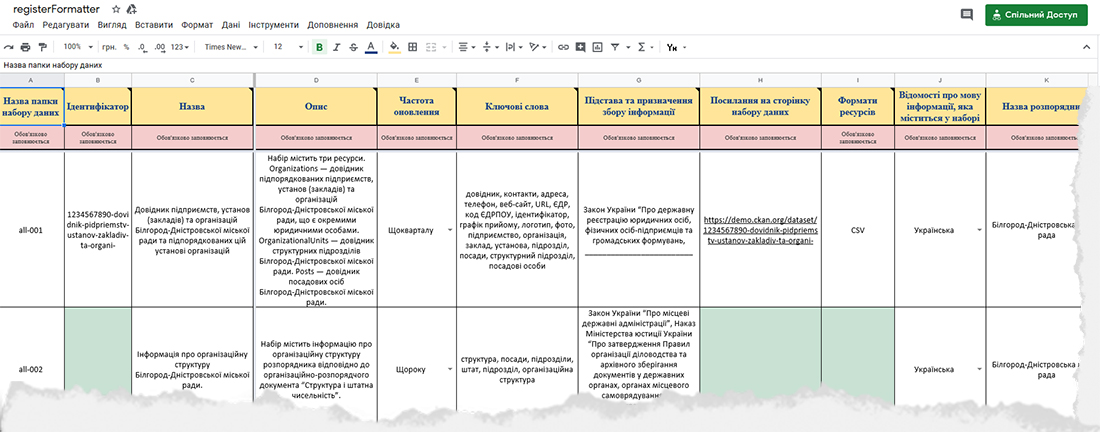 registerFormatter
Файл Редагувати Вигляд Вставити Формат Дані Інструменти Доповнення Довідка
Спільний Доступ
100% грн. % .0 .00 123 Times New... 12 B I S A Ун
Назва папки набору даних
A B C D E F G H I J K
Назва папки
набору даних
Ідентифікатор
Назва
Опис
Частота
оновлення
Ключові слова
Підстава та призначення
збору інформації
Посилання на сторінку
набору даних
Формати
ресурсів
Відомості про мову
інформації, яка
міститься у наборі
Назва розпорядни
Обов'язково
заповнюється
Обов'язково
заповнюється
Обов'язково заповнюється
Обов'язково заповнюється
Обов'язково
заповнюється
Обов'язково заповнюється
Обов'язково заповнюється
Обов'язково заповнюється
Обов'язково
заповнюється
Обов'язково заповнюється
Обов'язково заповнюється
all-001
1234567890-dovi
dnik-pidpriemstv-
ustanov-zakladiv-
ta-organi-
Довідник підприємств, установ
(закладів) та організацій
Білгород-Дністровської міської
ради та підпорядкованих цій
установі організацій
Набір містить три ресурси.
Organizations — довідник
підпорядкованих підприємств,
установ (закладів) та
організацій
Білгород-Дністровської міської
ради, що є окремими
юридичними особами.
OrganizationalUnits — довідник
структурних підрозділів
Білгород-Дністровської міської
ради. Posts — довідник
посадових осіб
Білгород-Дністровської міської
ради.
Щокварталу
довідник, контакти, адреса,
телефон, веб-сайт, URL, ЄДР,
код ЄДРПОУ, ідентифікатор,
графік прийому, логотип, фото,
підприємство, організація,
заклад, установа, підрозділ,
посади, структурний підрозділ,
посадові особи
Закон України "Про державну
реєстрацію юридичних осіб,
фізичних осіб-підприємців та
громадських формувань,
https://demo.ckan.org/dataset/
1234567890-dovidnik-pidpriems
tv-ustanov-zakladiv-ta-organi-
CSV
Українська
Білгород-Дністровська
рада
all-002
Інформація про організаційну
структуру
Білгород-Дністровської міської
ради.
Набір містить інформацію про
організаційну структуру
розпорядника відповідно до
організаційно-розпорядчого
документа "Структура і штатна
чисельність".
Щороку
структура, посади, підрозділи,
штат, підрозділ, організаційна
структура
Закон України "Про місцеві
державні адміністрації", Наказ
Міністерства юстиції України
"Про затвердження Правил
організації діловодства та
архівного зберігання
документів у державних
органах, органах місцевого
самоврядування
Українська
Білгород-Дністровська
рада